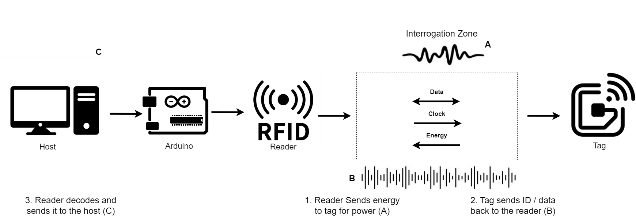 Interrogation Zone
A
C
Data
Clock
Energy
RFID
Host
Arduino
Reader
Tag
B
3. Reader decodes and
sends it to the host (C)
1. Reader Sends energy
to tag for power (A)
2. Tag sends ID / data
back to the reader (B)